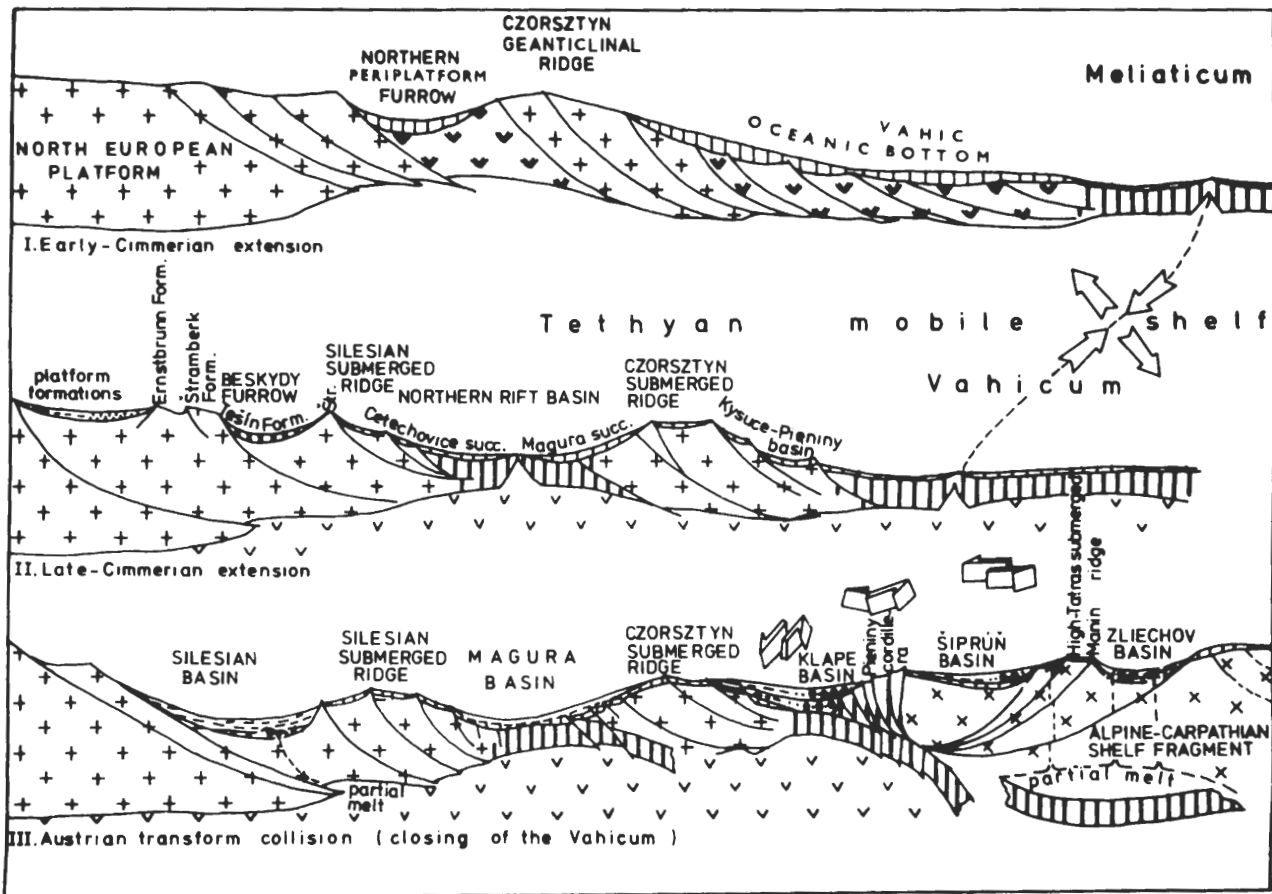 CZORSZTYN
GEANTICLINAL
RIDGE
NORTHERN
PERIPLATFORM
FURROW
Meliaticum
VAHIC
OCEANIC BOTTOM
NORTH EUROPEAN
PLATFORM
I. Early-Cimmerian extension
Tethyan mobile shelf
Vahicum
platform
formations
Ernstbrunn Form.
Štramberk
Form.
BESKYDY
FURROW
Form.
SILESIAN
SUBMERGED
RIDGE
Str.
NORTHERN RIFT BASIN
Cetechovice succ.
Magura succ.
CZORSZTYN
SUBMERGED
RIDGE
Kysuce-Pieniny
basin
II. Late-Cimmerian extension
SILESIAN
BASIN
SILESIAN
SUBMERGED
RIDGE
MAGURA
BASIN
CZORSZTYN
SUBMERGED
RIDGE
KLAPE
BASIN
Pieniny
cordille-
ra
ŠIPRÚŇ
BASIN
High-Tatras submerged
Manin ridge
ZLIECHOV
BASIN
ALPINE-CARPATHIAN
SHELF FRAGMENT
partial melt
partial
melt
III. Austrian transform collision (closing of the Vahicum)